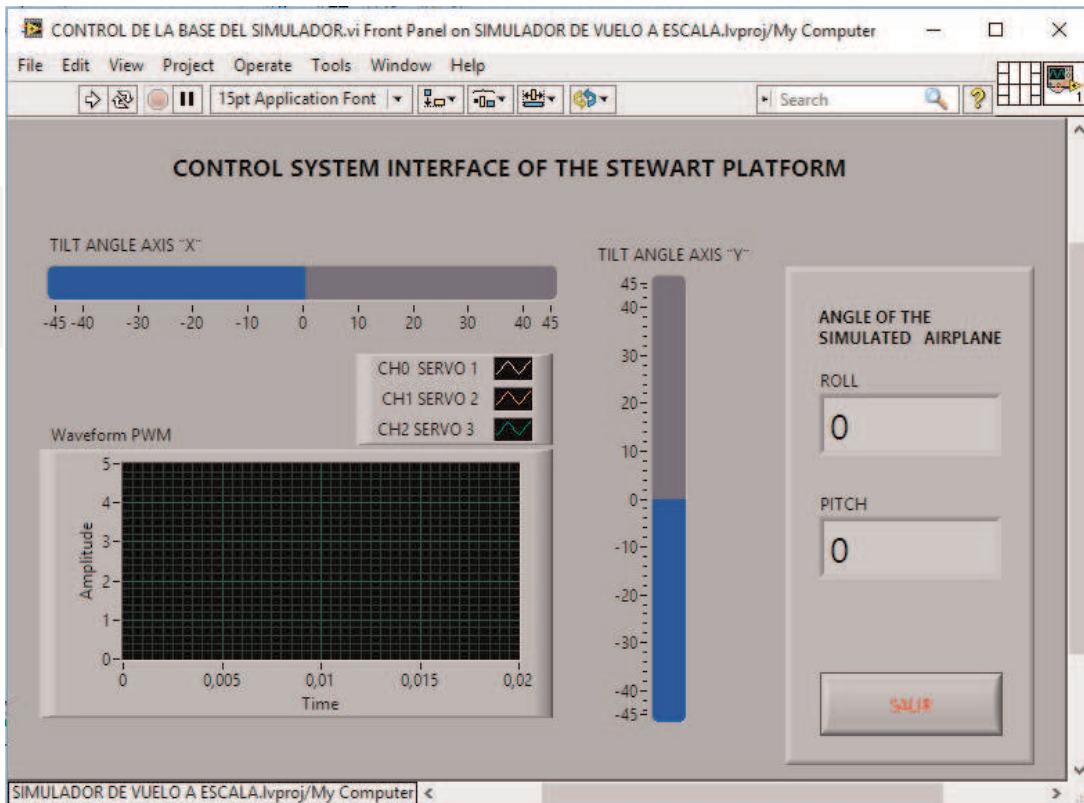 CONTROL DE LA BASE DEL SIMULADOR.vi Front Panel on SIMULADOR DE VUELO A ESCALA.lvproj/My Computer
File Edit View Project Operate Tools Window Help
15pt Application Font
Search
1
CONTROL SYSTEM INTERFACE OF THE STEWART PLATFORM
TILT ANGLE AXIS ¨X¨
-45 -40 -30 -20 -10 0 10 20 30 40 45
CH0 SERVO 1
CH1 SERVO 2
CH2 SERVO 3
Waveform PWM
Amplitude
5
4
3
2
1
0
0 0,005 0,01 0,015 0,02
Time
TILT ANGLE AXIS ¨Y¨
45
40
30
20
10
0
-10
-20
-30
-40
-45
ANGLE OF THE
SIMULATED AIRPLANE
ROLL
0
PITCH
0
SALIR
SIMULADOR DE VUELO A ESCALA.lvproj/My Computer